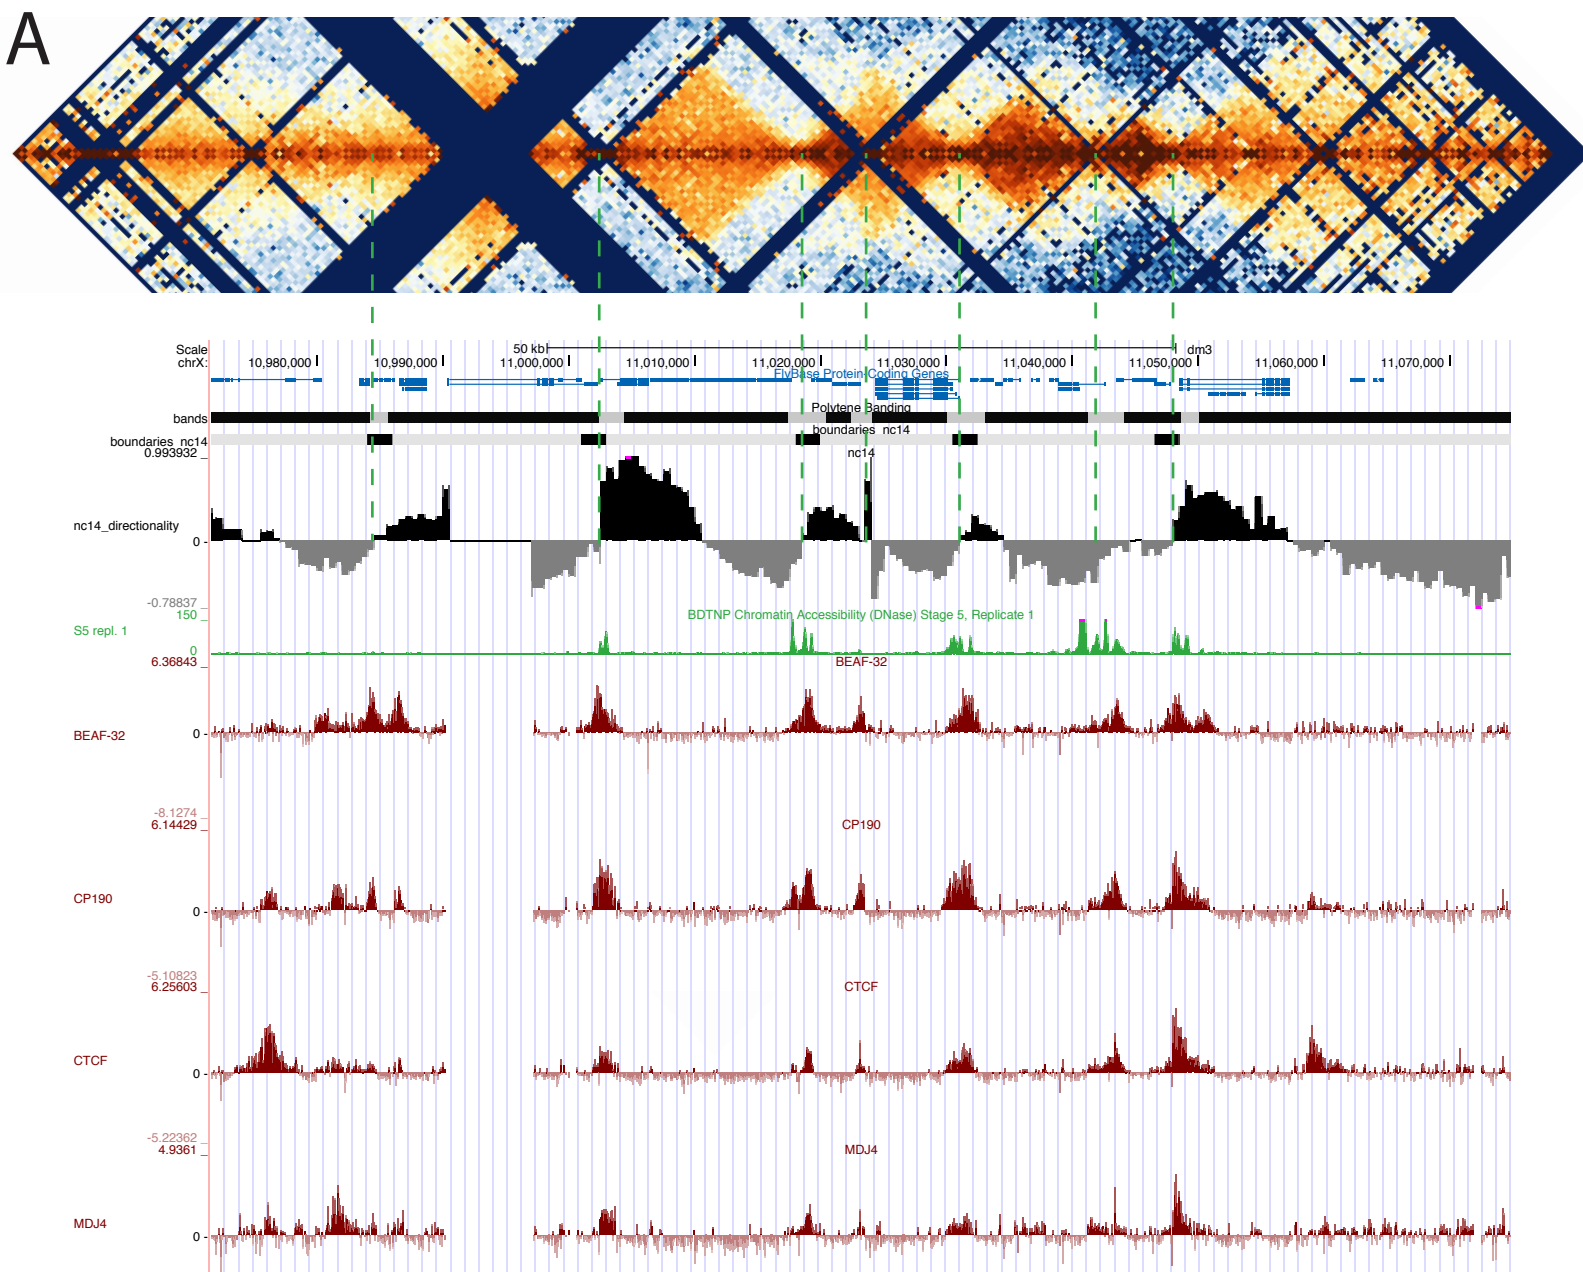 A
Scale 50 kb dm3
chrX: 10,980,000 10,990,000 11,000,000 11,010,000 11,020,000 11,030,000 11,040,000 11,050,000 11,060,000 11,070,000
FlyBase Protein-Coding Genes
Polytene Banding
bands
boundaries_nc14
boundaries_nc14
0.993932 _
nc14
nc14_directionality
0 -
-0.78837 _
150 _
BDTNP Chromatin Accessibility (DNase) Stage 5, Replicate 1
S5 repl. 1
0 _
6.36843 _
BEAF-32
BEAF-32
0 -
-8.1274 _
6.14429 _
CP190
CP190
0 -
-5.10823 _
6.25603 _
CTCF
CTCF
0 -
-5.22362 _
4.9361 _
MDJ4
MDJ4
0 -